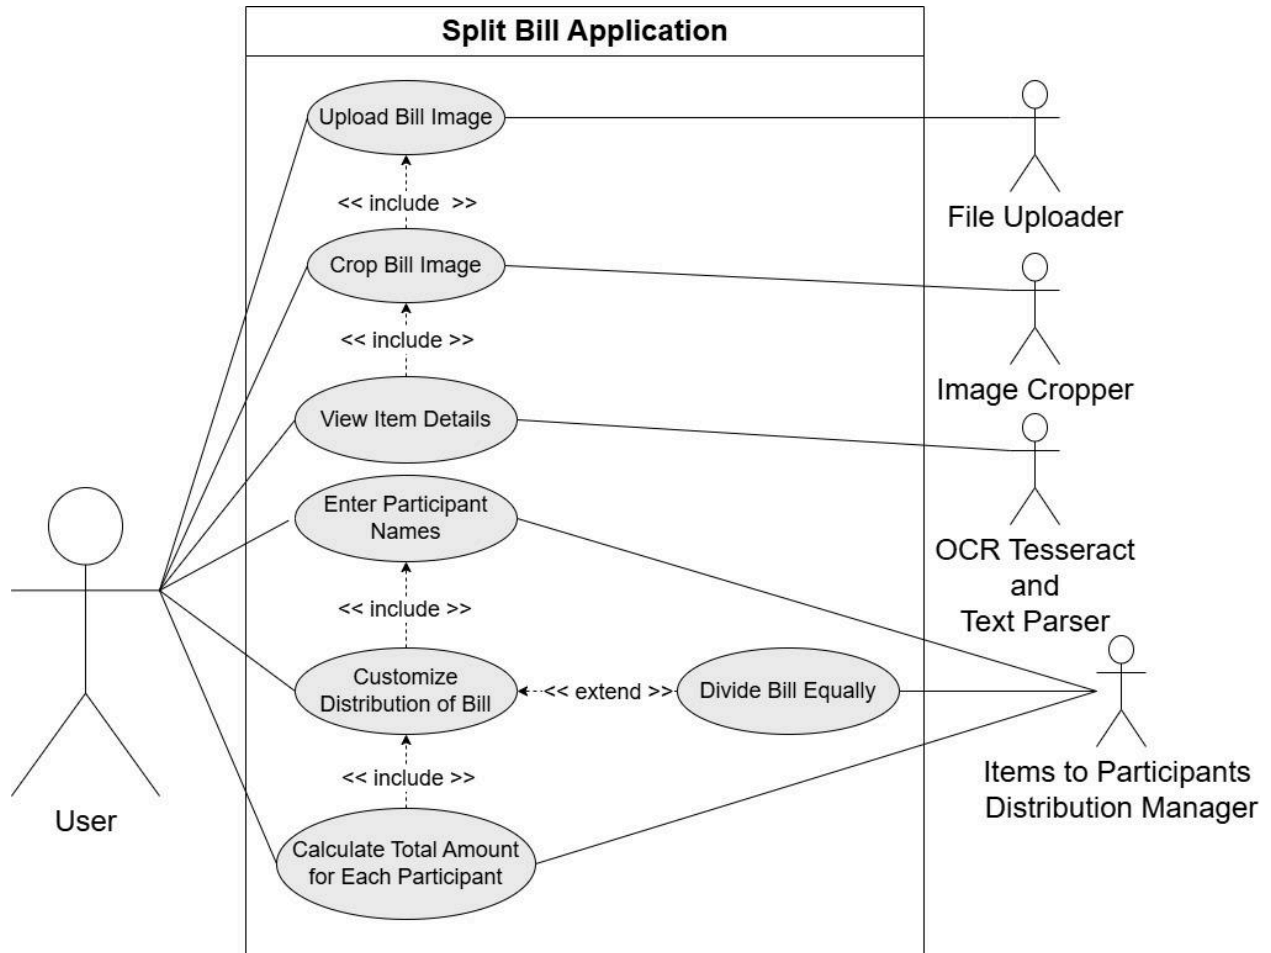 Split Bill Application
Upload Bill Image
<< include >>
File Uploader
Crop Bill Image
<< include >>
Image Cropper
View Item Details
Enter Participant
Names
OCR Tesseract
and
Text Parser
<< include >>
Customize
Distribution of Bill
<< extend >>
Divide Bill Equally
<< include >>
Items to Participants
Distribution Manager
User
Calculate Total Amount
for Each Participant